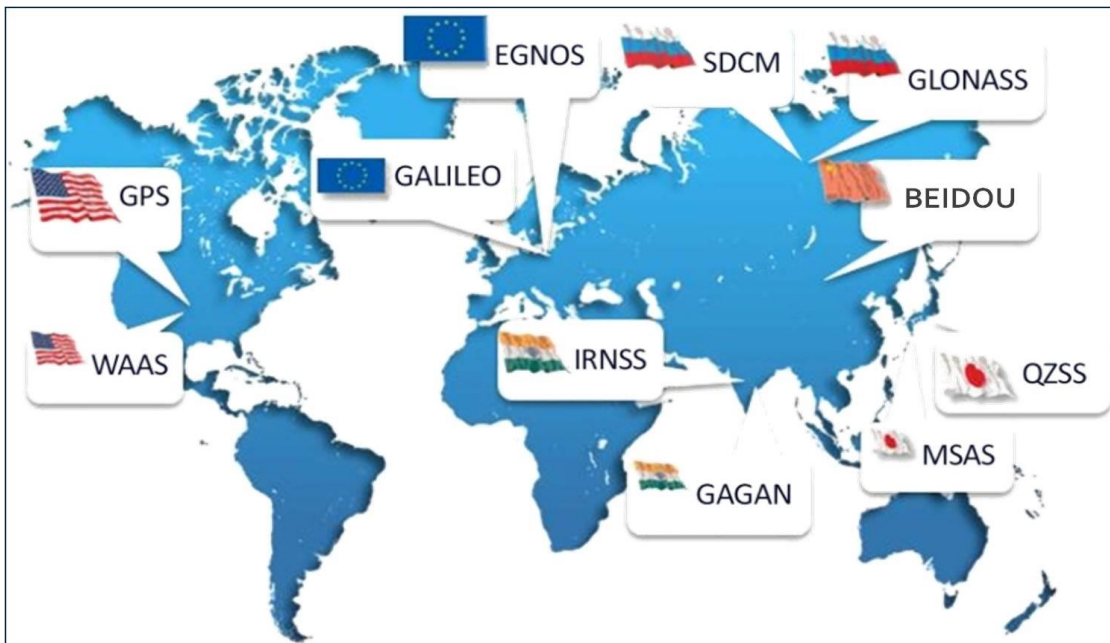 EGNOS
SDCM
GLONASS
GALILEO
GPS
BEIDOU
WAAS
IRNSS
QZSS
MSAS
GAGAN